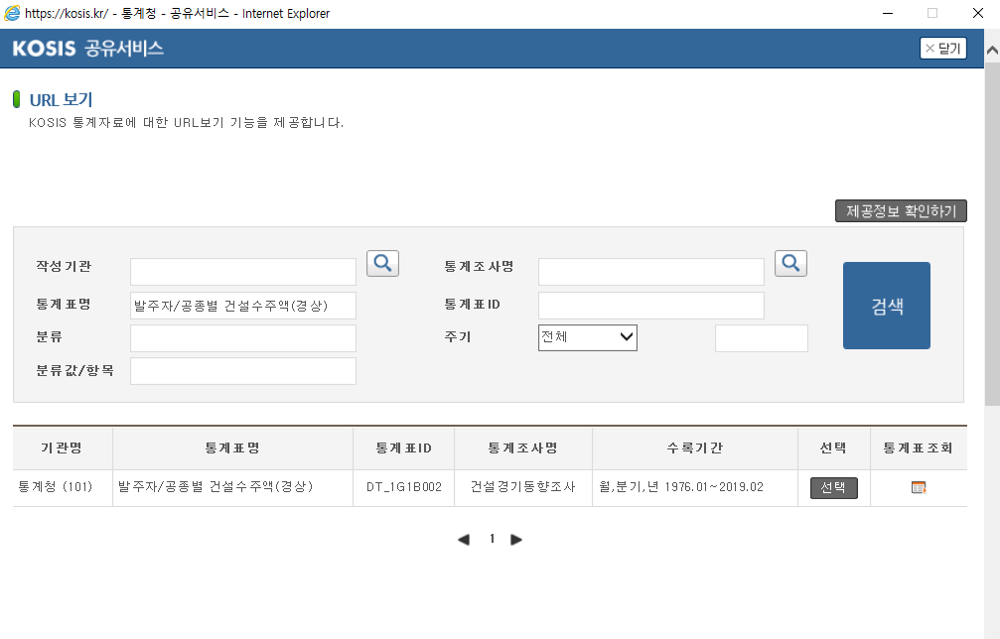 https://kosis.kr/ - 통계청 - 공유서비스 - Internet Explorer
KOSIS 공유서비스
닫기
URL 보기
KOSIS 통계자료에 대한 URL보기 기능을 제공합니다.
제공정보 확인하기
작성기관
통계조사명
통계표명
발주자/공종별 건설수주액(경상)
통계표ID
검색
분류
주기
전체
분류값/항목
기관명 통계표명 통계표ID 통계조사명 수록기간 선택 통계표조회
통계청 (101) 발주자/공종별 건설수주액(경상) DT_1G1B002 건설경기동향조사 월,분기,년 1976.01~2019.02 선택
1